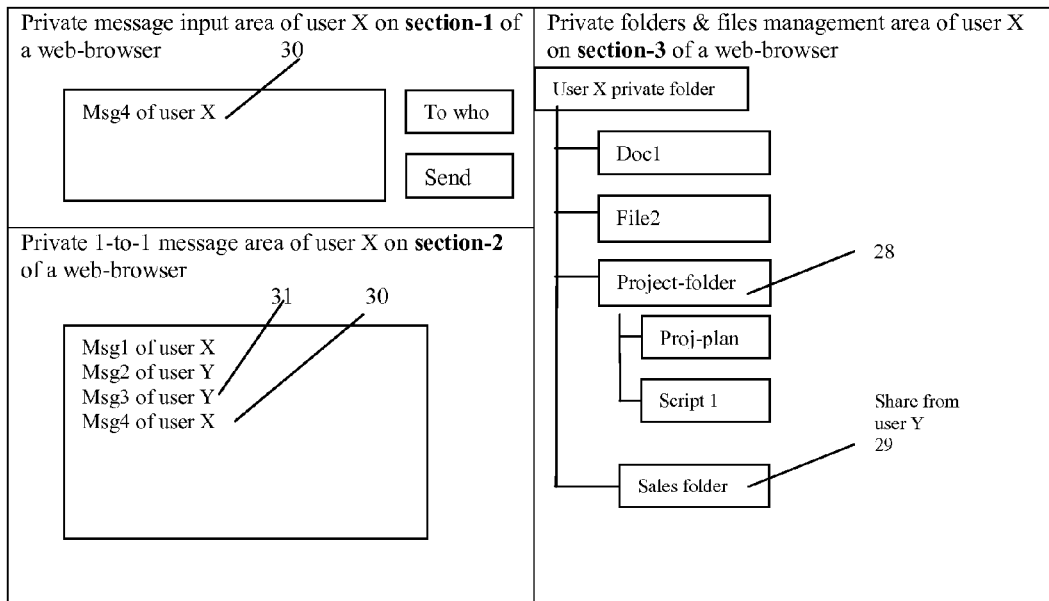 Private message input area of user X on section-1 of
a web-browser
30
Msg4 of user X
To who
Send
Private 1-to-1 message area of user X on section-2
of a web-browser
31
30
Msg1 of user X
Msg2 of user Y
Msg3 of user Y
Msg4 of user X
Private folders & files management area of user X
on section-3 of a web-browser
User X private folder
Doc1
File2
28
Project-folder
Proj-plan
Script 1
Share from
user Y
29
Sales folder